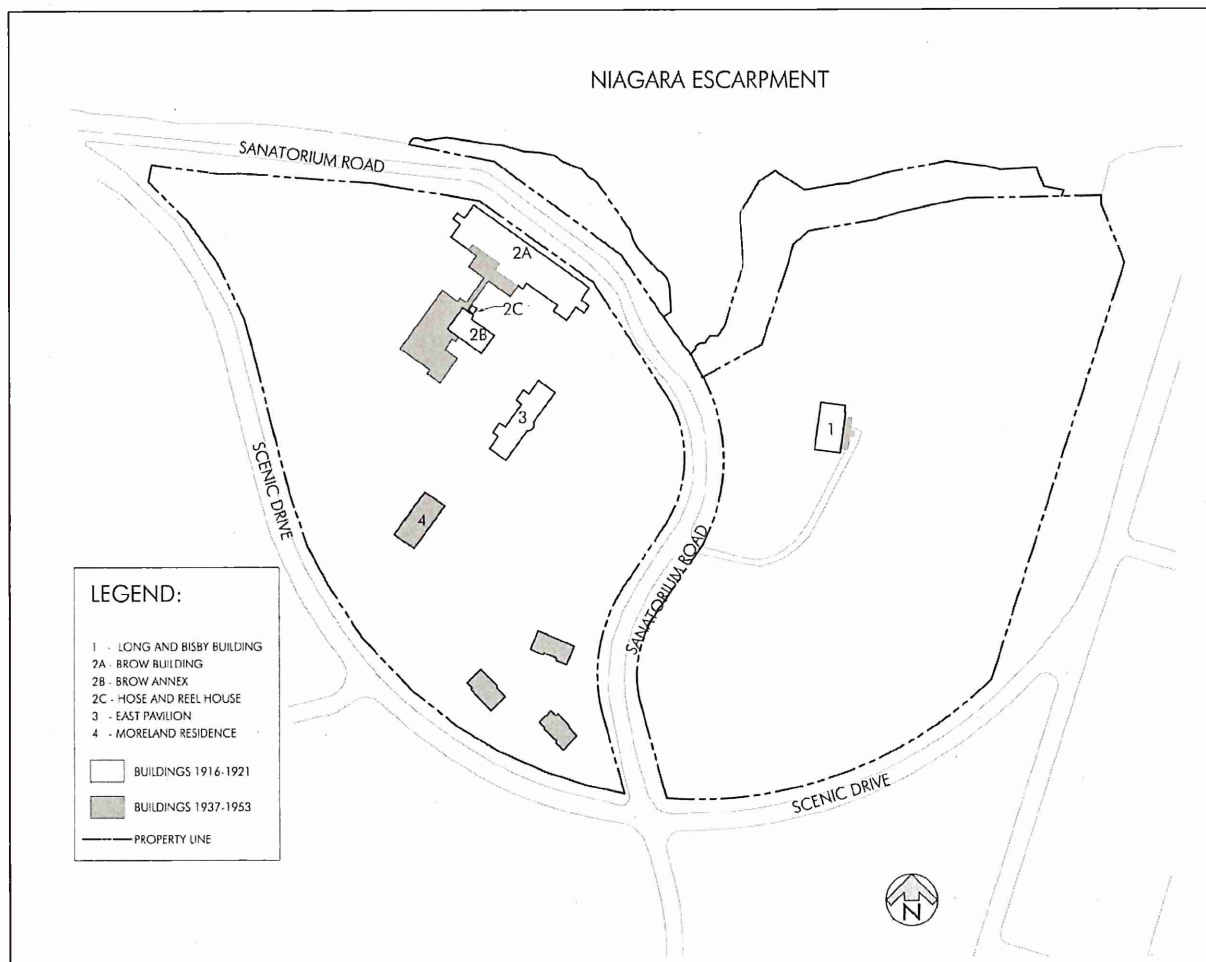 NIAGARA ESCARPMENT
SANATORIUM ROAD
2A
2C
2B
3
1
SCENIC DRIVE
4
SANATORIUM ROAD
LEGEND:
1 - LONG AND BISBY BUILDING
2A - BROW BUILDING
2B - BROW ANNEX
2C - HOSE AND REEL HOUSE
3 - EAST PAVILION
4 - MORELAND RESIDENCE
BUILDINGS 1916-1921
BUILDINGS 1937-1953
PROPERTY LINE
SCENIC DRIVE
N